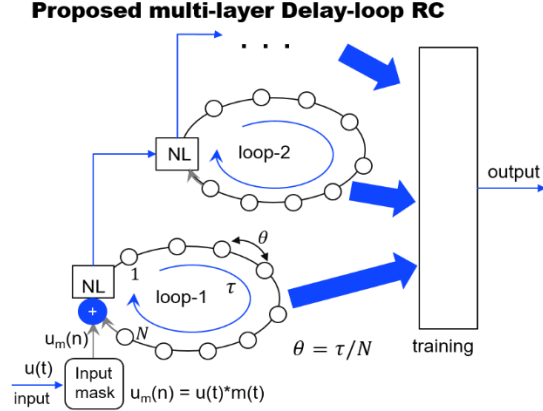 Proposed multi-layer Delay-loop RC
. . .
NL
loop-2
output
θ
NL
1
loop-1
τ
+
N
u_m(n)
θ = τ/N
training
u(t)
input
Input
mask
u_m(n) = u(t)*m(t)